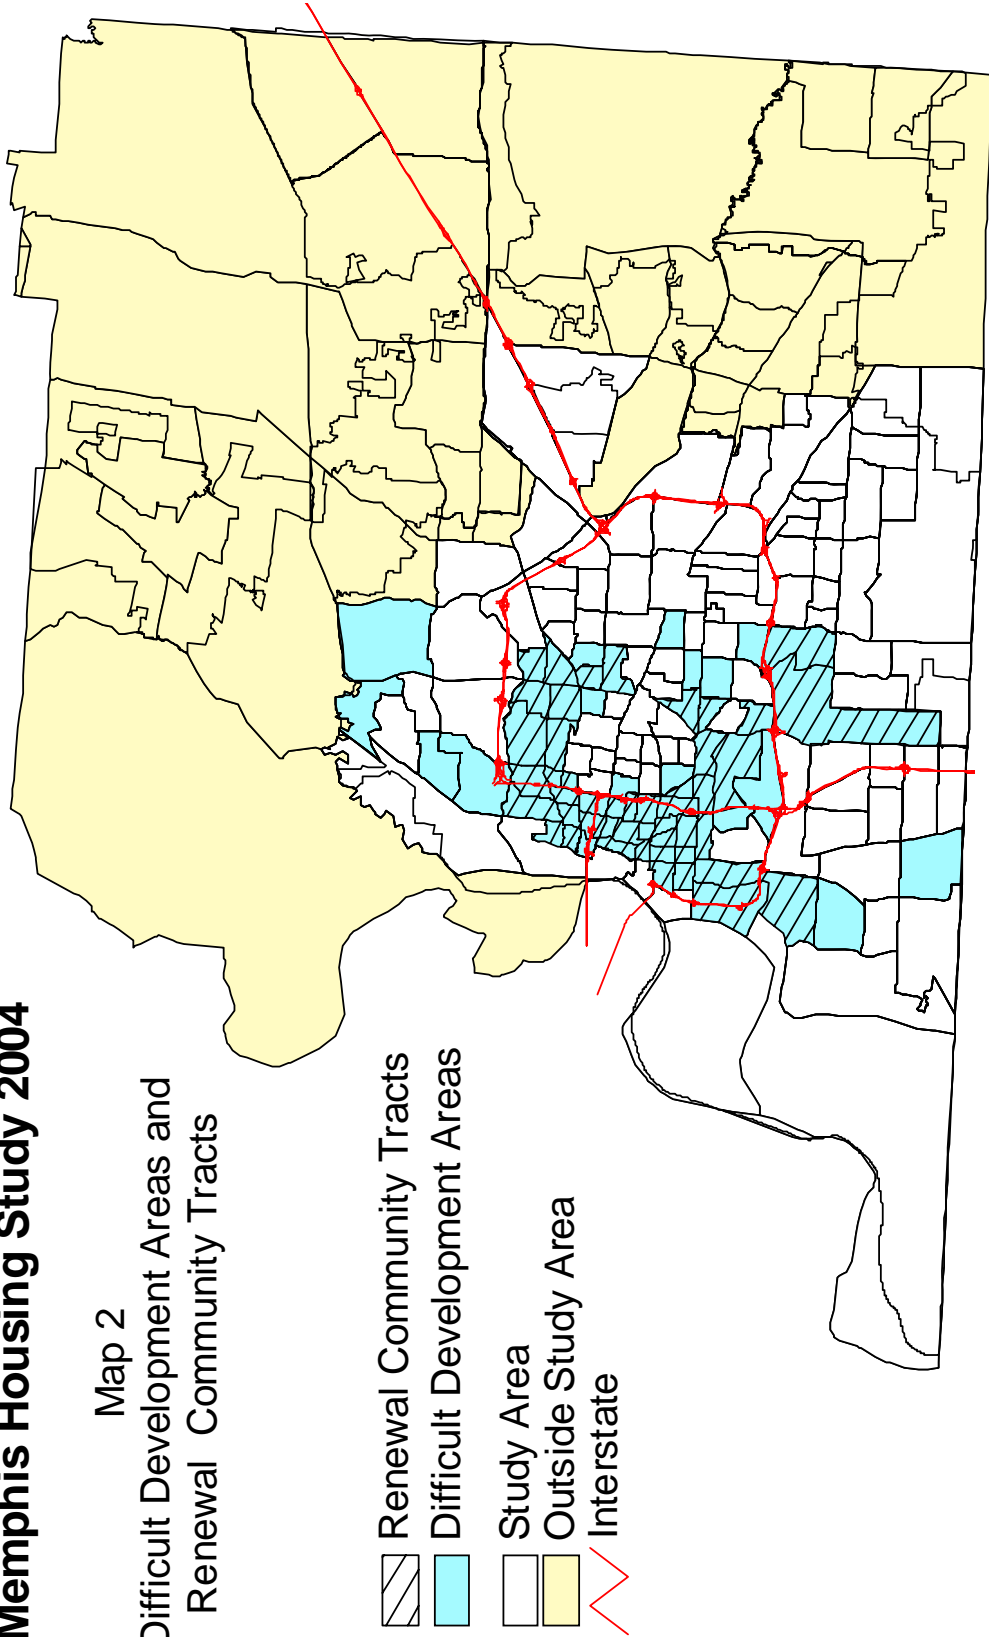 Memphis Housing Study 2004
Map 2
Difficult Development Areas and
Renewal Community Tracts
Renewal Community Tracts
Difficult Development Areas
Study Area
Outside Study Area
Interstate